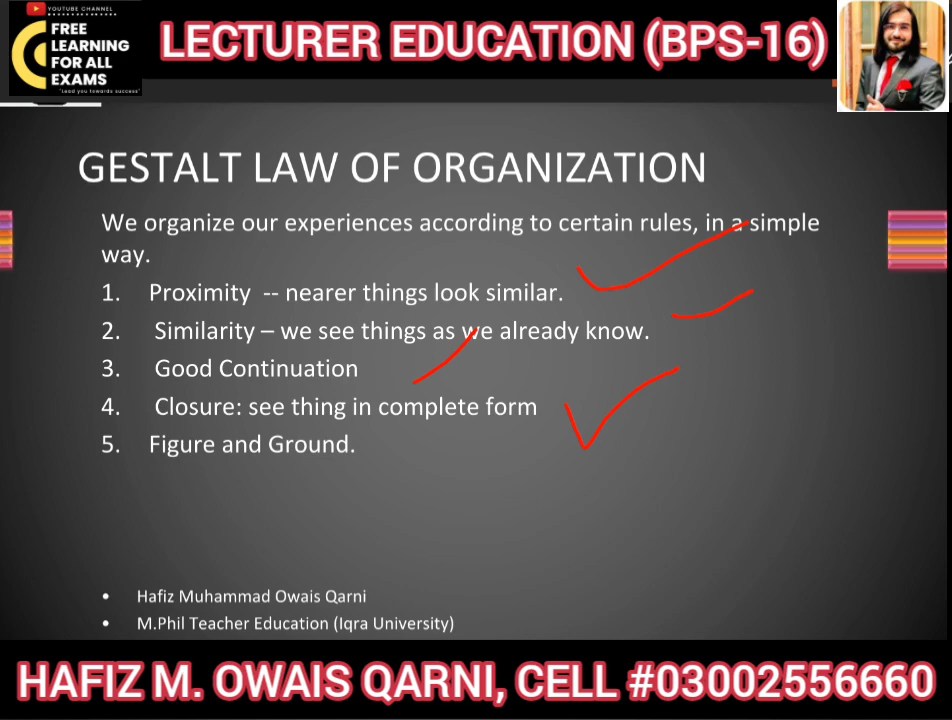 YOUTUBE CHANNEL
FREE
LEARNING
FOR ALL
EXAMS
"Lead you towards success"
LECTURER EDUCATION (BPS-16)
GESTALT LAW OF ORGANIZATION
We organize our experiences according to certain rules, in a simple
way.
1. Proximity -- nearer things look similar.
2. Similarity – we see things as we already know.
3. Good Continuation
4. Closure: see thing in complete form
5. Figure and Ground.
• Hafiz Muhammad Owais Qarni
• M.Phil Teacher Education (Iqra University)
HAFIZ M. OWAIS QARNI, CELL #03002556660